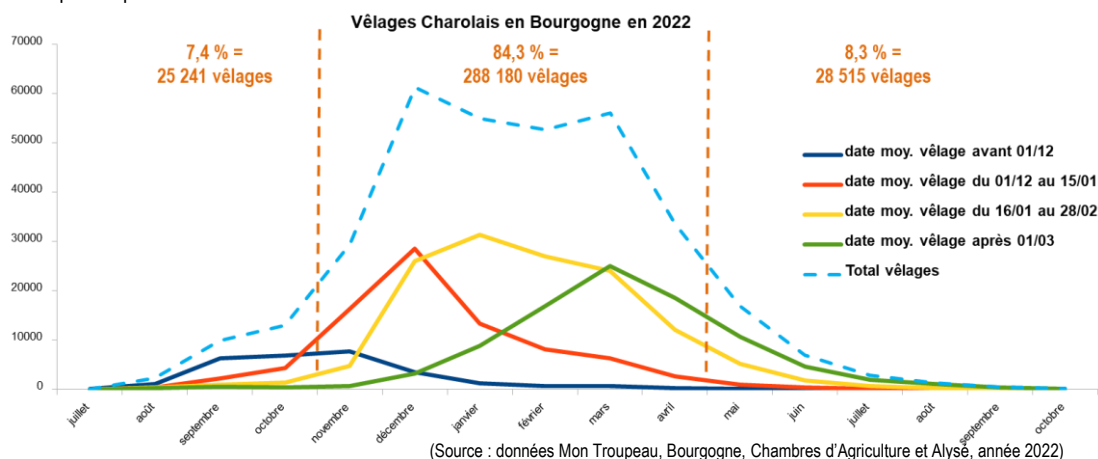 Vêlages Charolais en Bourgogne en 2022
7,4 % =
25 241 vêlages
84,3 % =
288 180 vêlages
8,3 % =
28 515 vêlages
70000
60000
50000
40000
30000
20000
10000
0
date moy. vêlage avant 01/12
date moy. vêlage du 01/12 au 15/01
date moy. vêlage du 16/01 au 28/02
date moy. vêlage après 01/03
Total vêlages
juillet
août
septembre
octobre
novembre
décembre
janvier
février
mars
avril
mai
juin
juillet
août
septembre
octobre
(Source : données Mon Troupeau, Bourgogne, Chambres d'Agriculture et Alysé, année 2022)